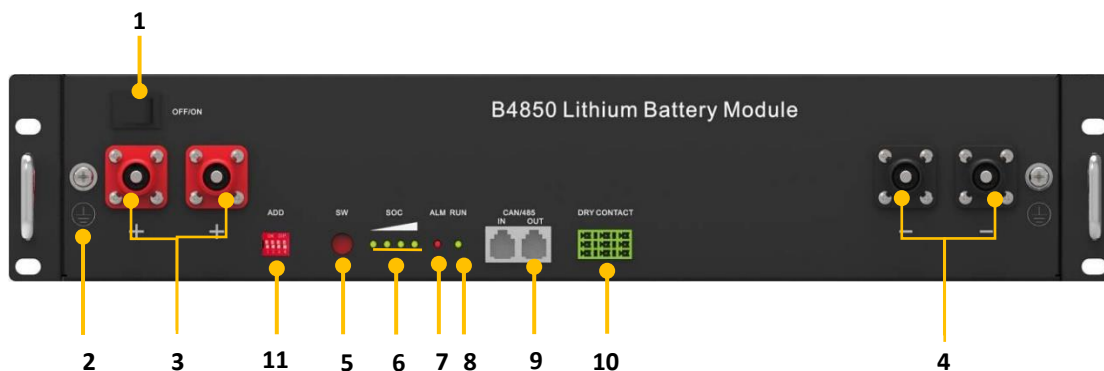 1
OFF/ON
B4850 Lithium Battery Module
ADD
SW
SOC
ALM RUN
CAN/485
IN OUT
DRY CONTACT
+ +
- -
2
3
11
5
6
7
8
9
10
4